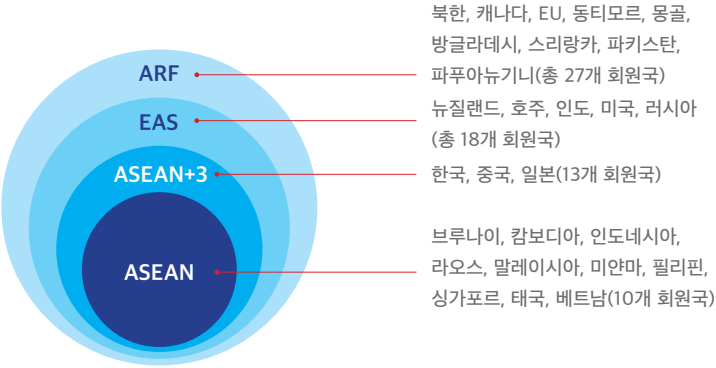 북한, 캐나다, EU, 동티모르, 몽골,
방글라데시, 스리랑카, 파키스탄,
ARF
파푸아뉴기니(총 27개 회원국)
뉴질랜드, 호주, 인도, 미국, 러시아
EAS
(총 18개 회원국)
ASEAN+3
한국, 중국, 일본(13개 회원국)
브루나이, 캄보디아, 인도네시아,
ASEAN
라오스, 말레이시아, 미얀마, 필리핀,
싱가포르, 태국, 베트남(10개 회원국)